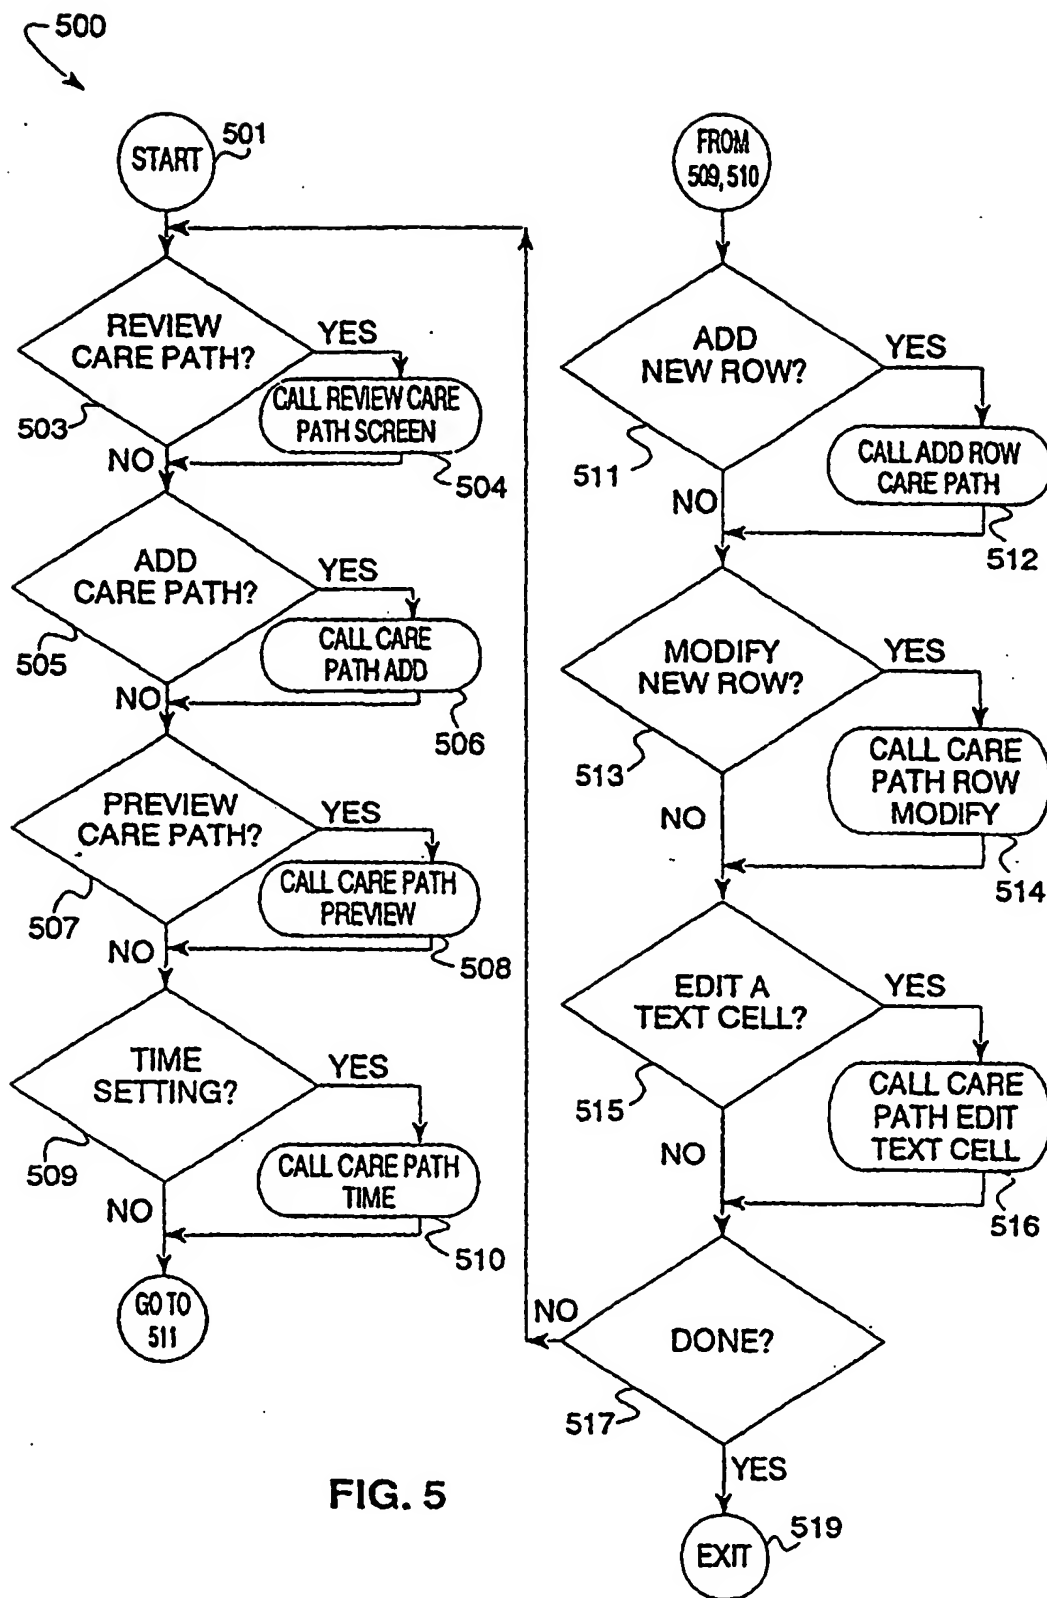 500
START
501
REVIEW
CARE PATH?
YES
503
CALL REVIEW CARE
PATH SCREEN
504
NO
ADD
CARE PATH?
YES
505
CALL CARE
PATH ADD
506
NO
PREVIEW
CARE PATH?
YES
507
CALL CARE PATH
PREVIEW
508
NO
TIME
SETTING?
YES
509
CALL CARE PATH
TIME
510
NO
GO TO
511
FROM
509, 510
ADD
NEW ROW?
YES
511
CALL ADD ROW
CARE PATH
512
NO
MODIFY
NEW ROW?
YES
513
CALL CARE
PATH ROW
MODIFY
514
NO
EDIT A
TEXT CELL?
YES
515
CALL CARE
PATH EDIT
TEXT CELL
516
NO
DONE?
NO
517
YES
EXIT
519
FIG. 5